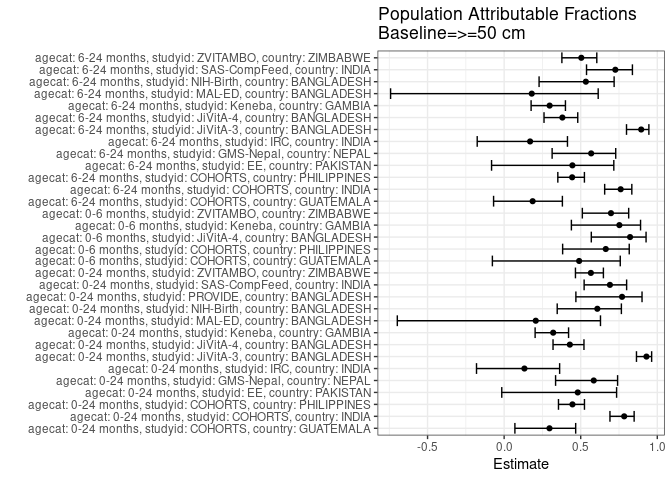 Population Attributable Fractions
Baseline=>=50 cm
agecat: 6-24 months, studyid: ZVITAMBO, country: ZIMBABWE
agecat: 6-24 months, studyid: SAS-CompFeed, country: INDIA
agecat: 6-24 months, studyid: NIH-Birth, country: BANGLADESH
agecat: 6-24 months, studyid: MAL-ED, country: BANGLADESH
agecat: 6-24 months, studyid: Keneba, country: GAMBIA
agecat: 6-24 months, studyid: JiVitA-4, country: BANGLADESH
agecat: 6-24 months, studyid: JiVitA-3, country: BANGLADESH
agecat: 6-24 months, studyid: IRC, country: INDIA
agecat: 6-24 months, studyid: GMS-Nepal, country: NEPAL
agecat: 6-24 months, studyid: EE, country: PAKISTAN
agecat: 6-24 months, studyid: COHORTS, country: PHILIPPINES
agecat: 6-24 months, studyid: COHORTS, country: INDIA
agecat: 6-24 months, studyid: COHORTS, country: GUATEMALA
agecat: 0-6 months, studyid: ZVITAMBO, country: ZIMBABWE
agecat: 0-6 months, studyid: Keneba, country: GAMBIA
agecat: 0-6 months, studyid: JiVitA-4, country: BANGLADESH
agecat: 0-6 months, studyid: COHORTS, country: PHILIPPINES
agecat: 0-6 months, studyid: COHORTS, country: GUATEMALA
agecat: 0-24 months, studyid: ZVITAMBO, country: ZIMBABWE
agecat: 0-24 months, studyid: SAS-CompFeed, country: INDIA
agecat: 0-24 months, studyid: PROVIDE, country: BANGLADESH
agecat: 0-24 months, studyid: NIH-Birth, country: BANGLADESH
agecat: 0-24 months, studyid: MAL-ED, country: BANGLADESH
agecat: 0-24 months, studyid: Keneba, country: GAMBIA
agecat: 0-24 months, studyid: JiVitA-4, country: BANGLADESH
agecat: 0-24 months, studyid: JiVitA-3, country: BANGLADESH
agecat: 0-24 months, studyid: IRC, country: INDIA
agecat: 0-24 months, studyid: GMS-Nepal, country: NEPAL
agecat: 0-24 months, studyid: EE, country: PAKISTAN
agecat: 0-24 months, studyid: COHORTS, country: PHILIPPINES
agecat: 0-24 months, studyid: COHORTS, country: INDIA
agecat: 0-24 months, studyid: COHORTS, country: GUATEMALA
-0.5 0.0 0.5 1.0
Estimate